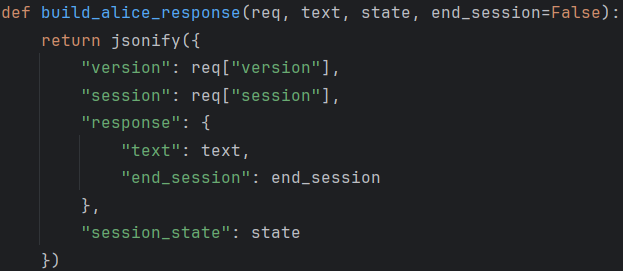 def build_alice_response(req, text, state, end_session=False):
    return jsonify({
        "version": req["version"],
        "session": req["session"],
        "response": {
            "text": text,
            "end_session": end_session
        },
        "session_state": state
    })